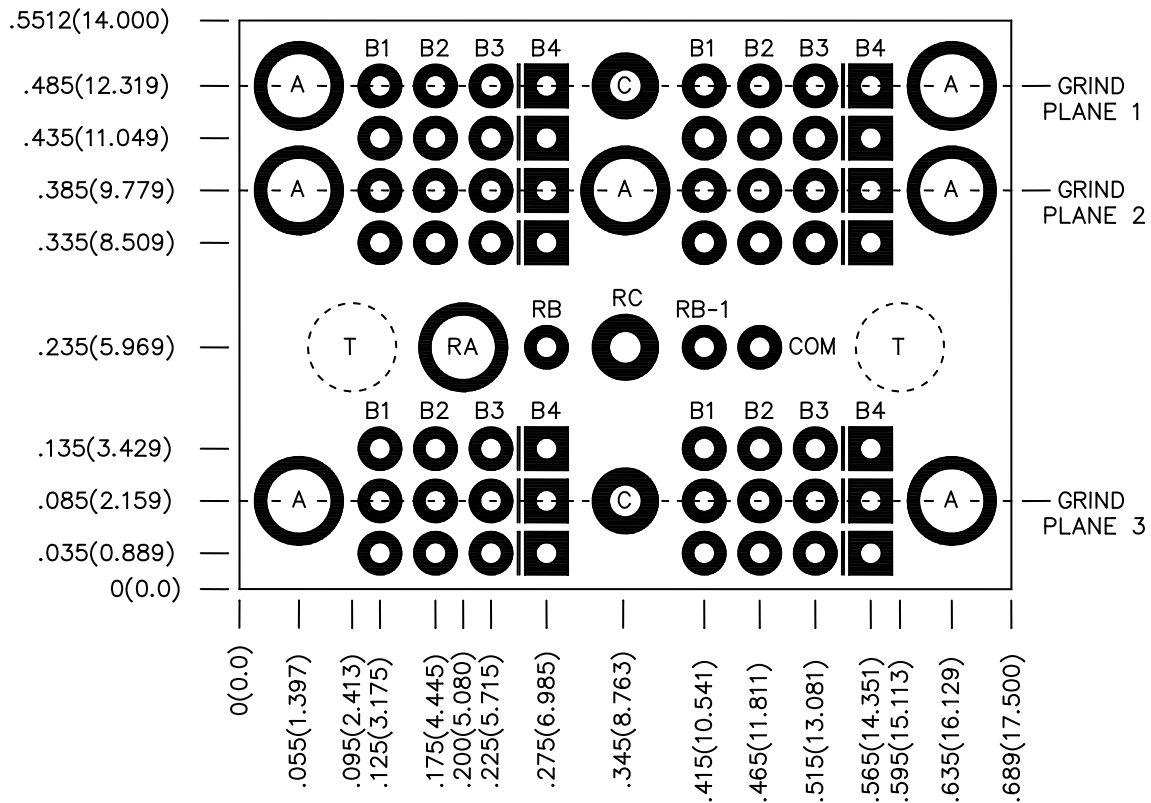 .5512(14.000)
B1 B2 B3 B4 B1 B2 B3 B4
.485(12.319) A C A GRIND
PLANE 1
.435(11.049)
.385(9.779) A A A GRIND
PLANE 2
.335(8.509)
RB RC RB-1
.235(5.969) T RA COM T
B1 B2 B3 B4 B1 B2 B3 B4
.135(3.429)
.085(2.159) A C A GRIND
PLANE 3
.035(0.889)
0(0.0)
0(0.0)
.055(1.397)
.095(2.413)
.125(3.175)
.175(4.445)
.200(5.080)
.225(5.715)
.275(6.985)
.345(8.763)
.415(10.541)
.465(11.811)
.515(13.081)
.565(14.351)
.595(15.113)
.635(16.129)
.689(17.500)